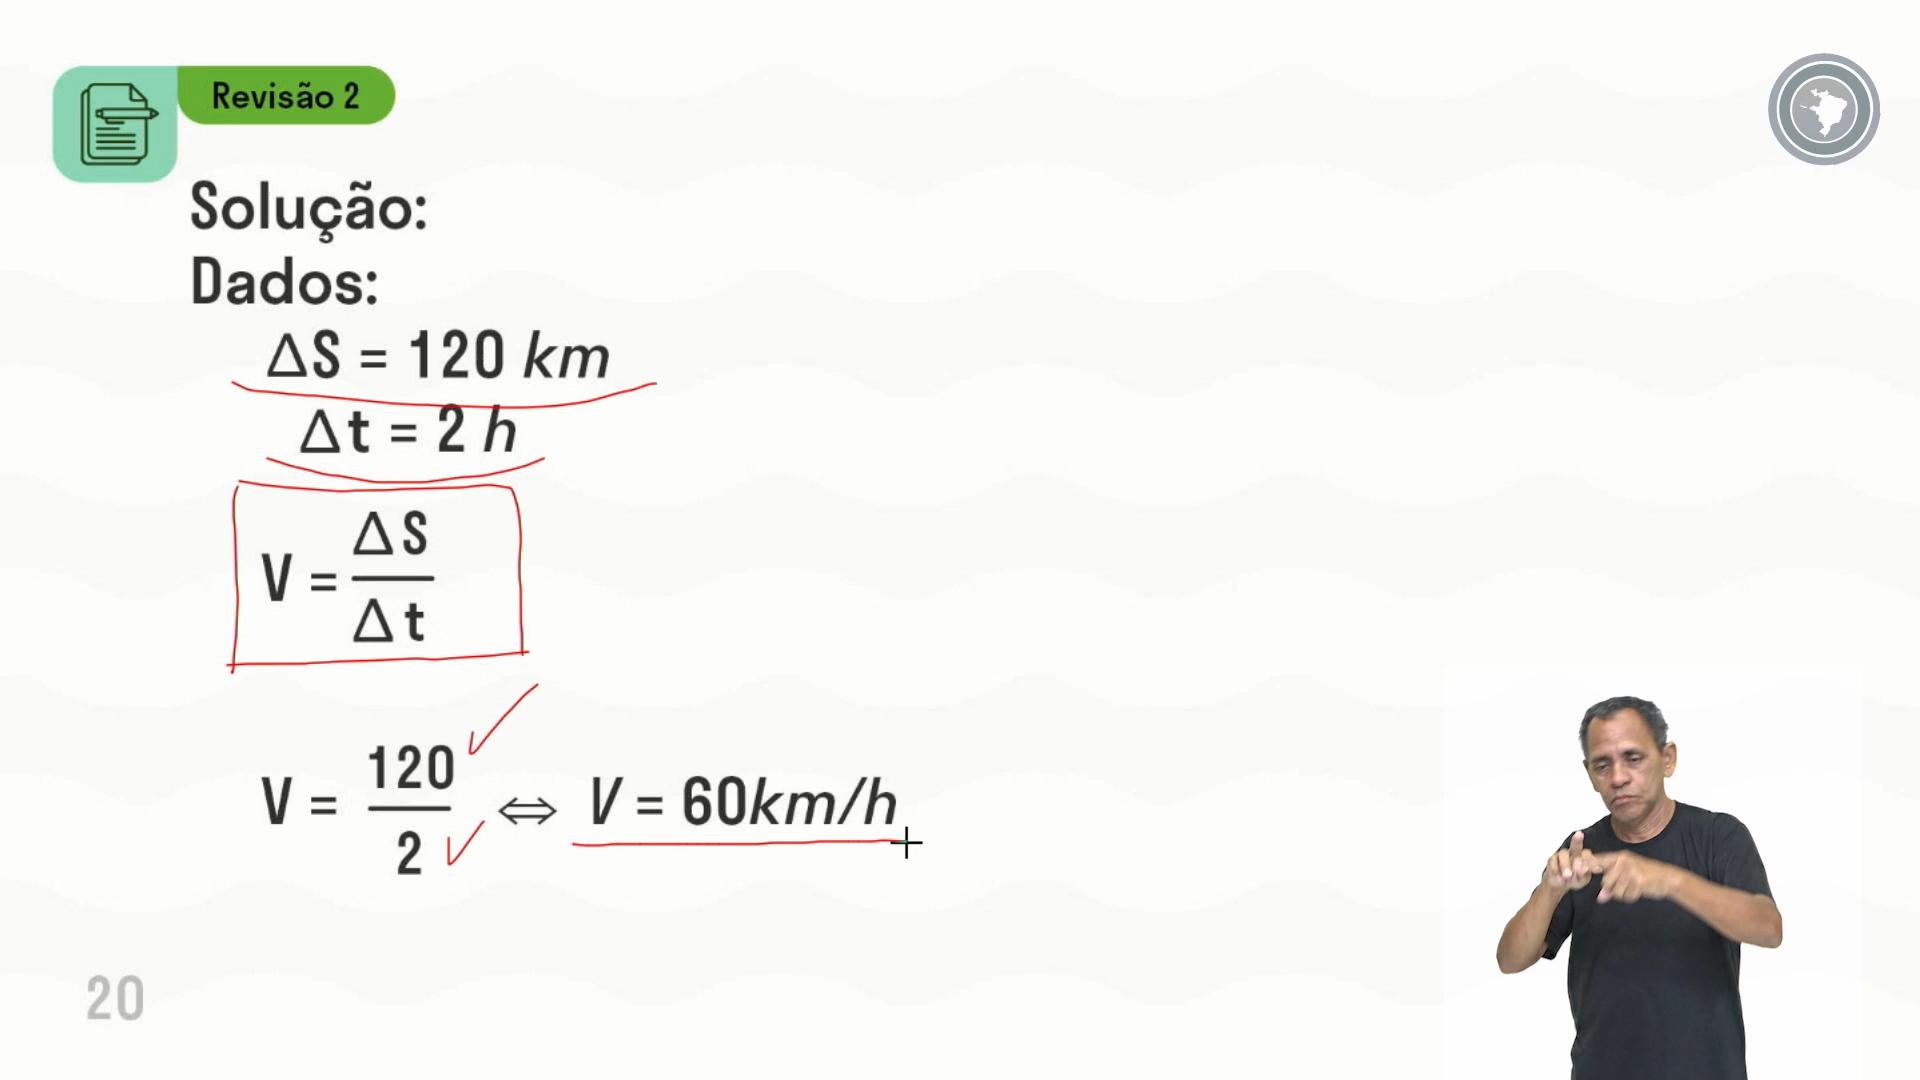 Revisão 2
Solução:
Dados:
ΔS = 120 km
Δt = 2 h
V = ΔS / Δt
V = 120 / 2 ⇔ V = 60km/h
20